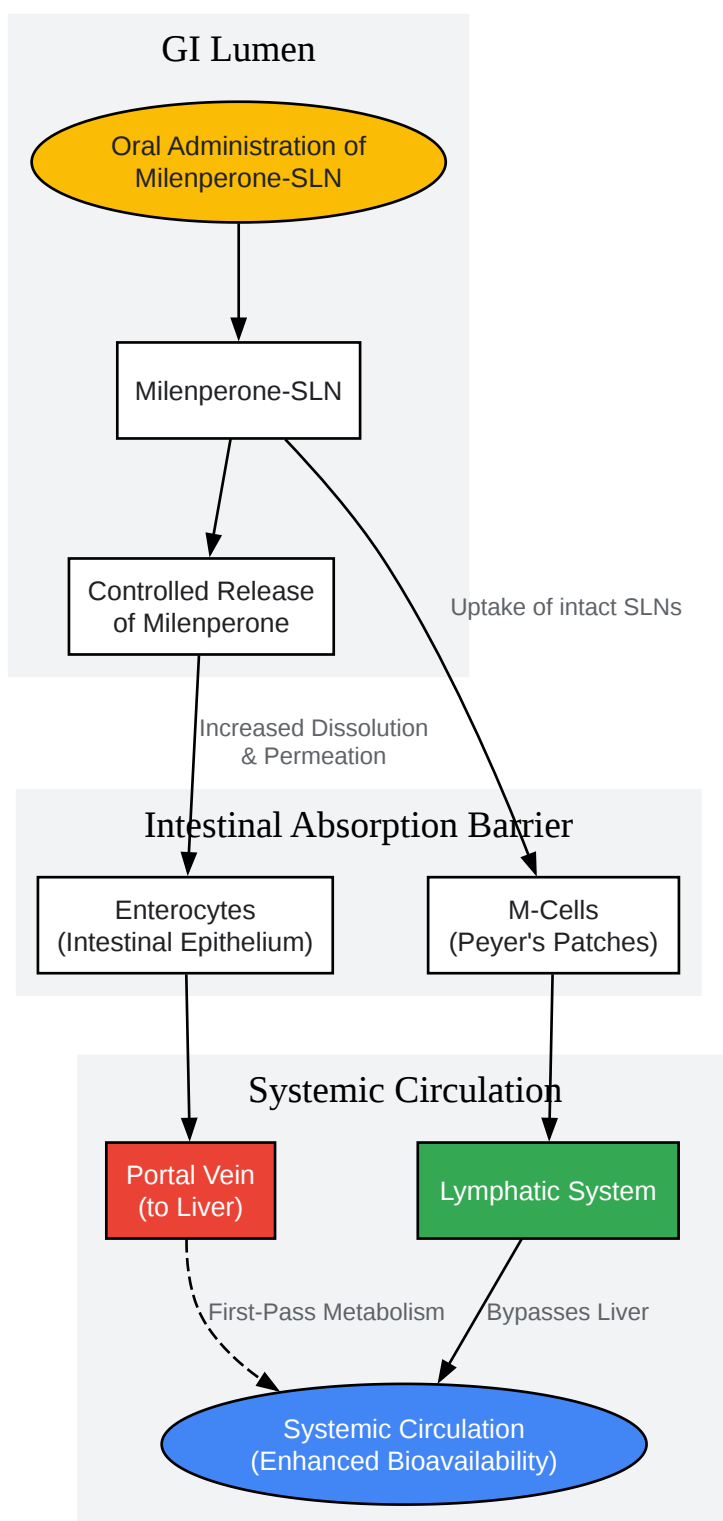 GI Lumen
Oral Administration of
Milenperone-SLN
Milenperone-SLN
Controlled Release
of Milenperone
Uptake of intact SLNs
Increased Dissolution
& Permeation
Intestinal Absorption Barrier
Enterocytes
(Intestinal Epithelium)
M-Cells
(Peyer's Patches)
Systemic Circulation
Portal Vein
(to Liver)
Lymphatic System
First-Pass Metabolism
Bypasses Liver
Systemic Circulation
(Enhanced Bioavailability)